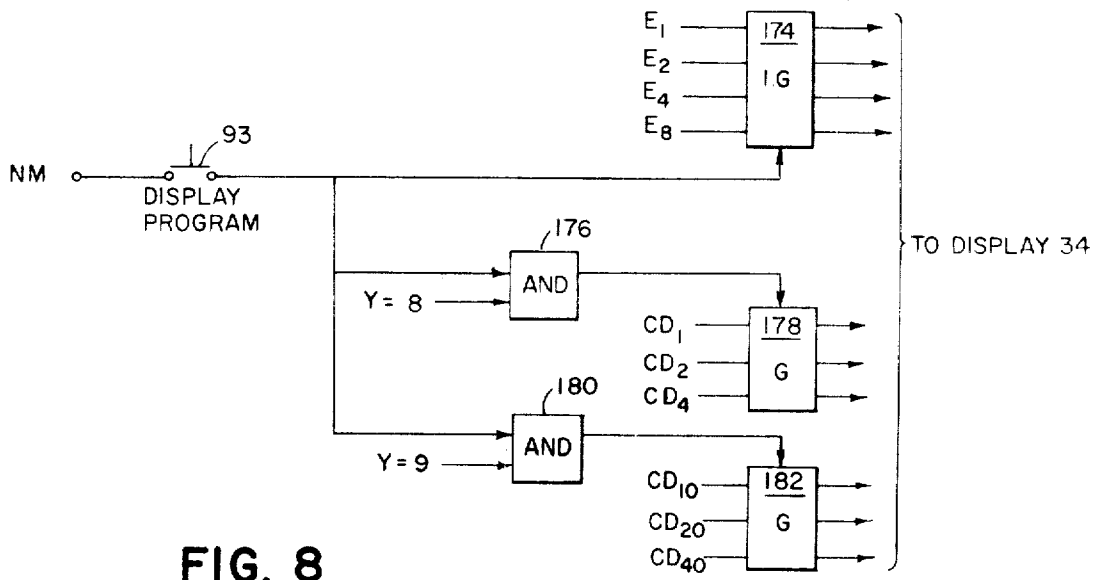 E1
E2
E4
E8
174
I.G
93
NM
DISPLAY
PROGRAM
176
AND
Y = 8
TO DISPLAY 34
CD1
CD2
CD4
178
G
180
AND
Y = 9
CD10
CD20
CD40
182
G
FIG. 8